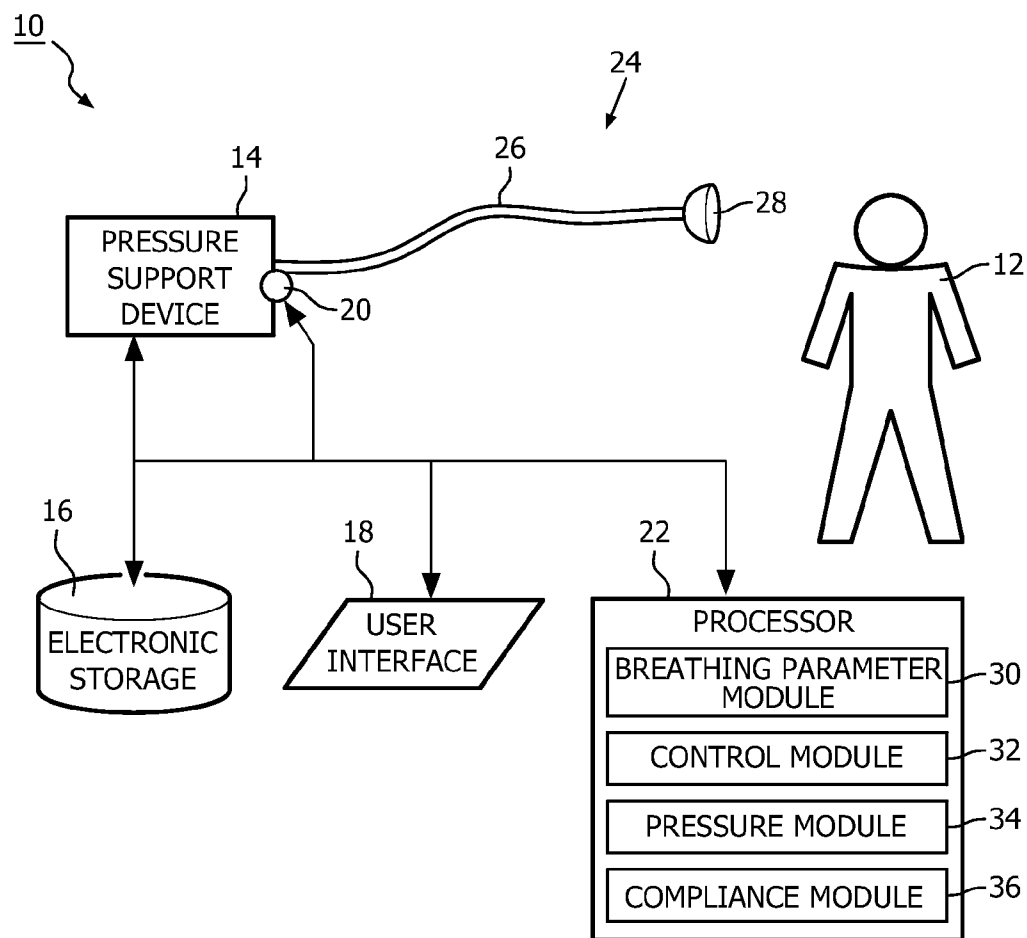 10
24
14
26
28
PRESSURE
SUPPORT
DEVICE
20
12
16
18
22
ELECTRONIC
STORAGE
USER
INTERFACE
PROCESSOR
BREATHING PARAMETER
MODULE
30
CONTROL MODULE
32
PRESSURE MODULE
34
COMPLIANCE MODULE
36